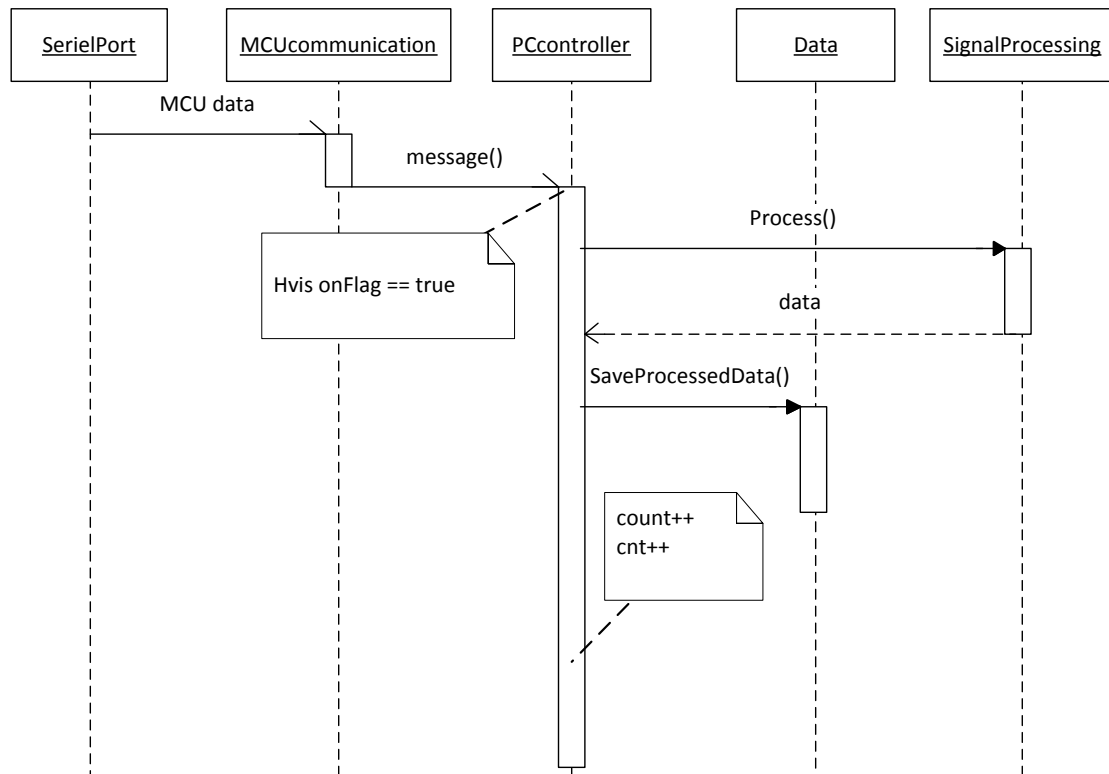 SerielPort
MCUcommunication
PCcontroller
Data
SignalProcessing
MCU data
message()
Process()
Hvis onFlag == true
data
SaveProcessedData()
count++
cnt++